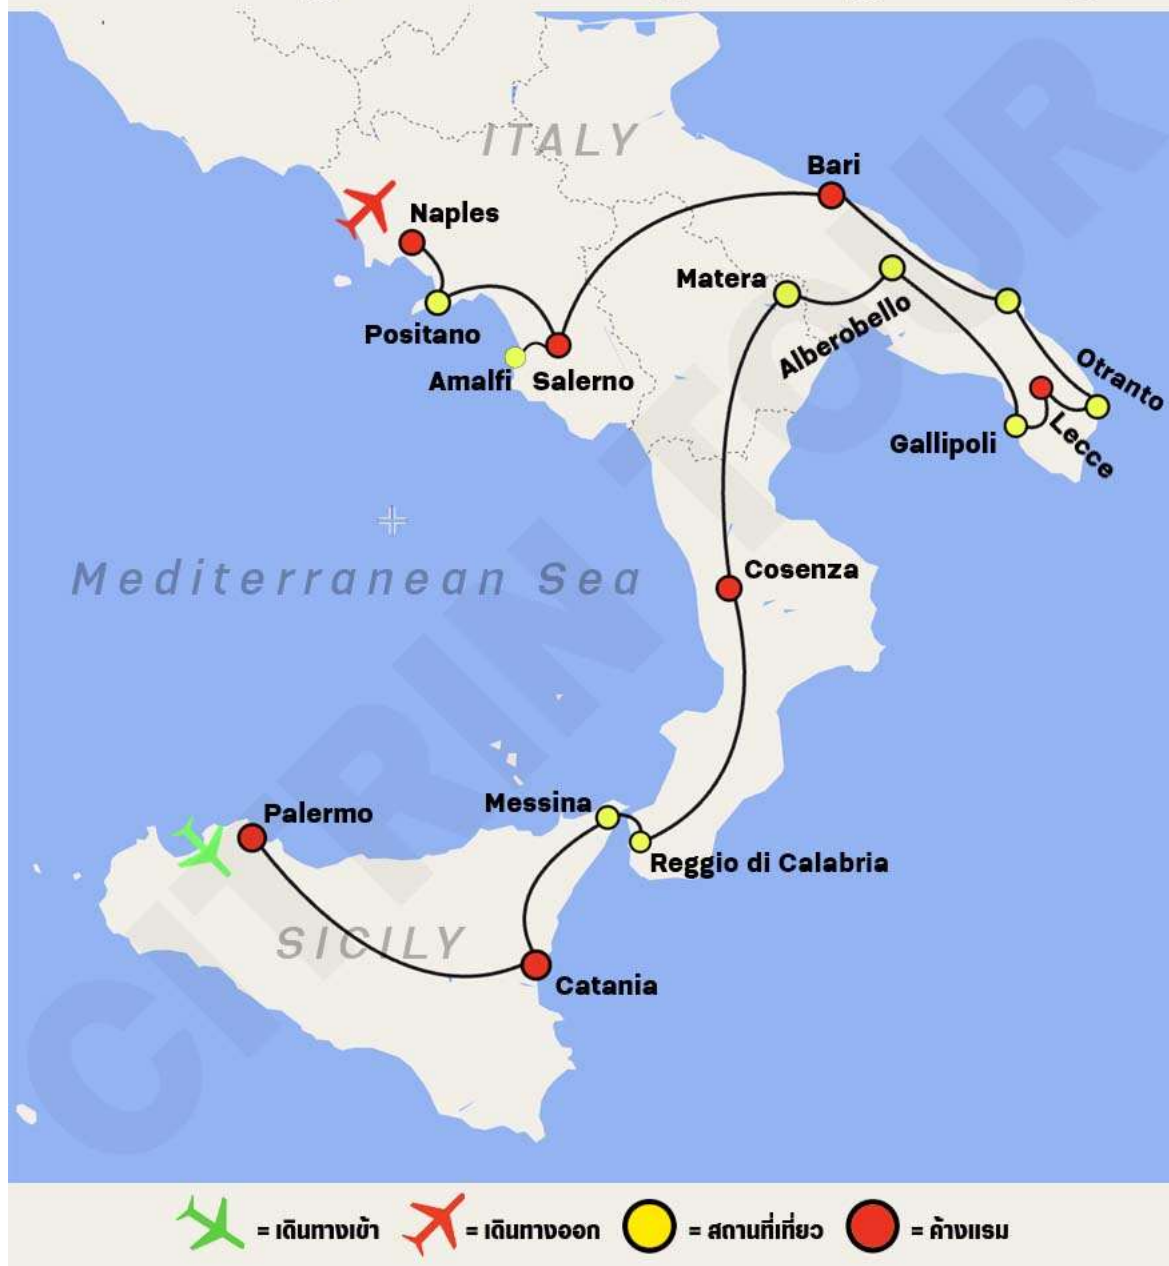 ITALY
Bari
Naples
Matera
Positano
Alberobello
Otranto
Amalfi
Salerno
Lecce
Gallipoli
Mediterranean Sea
Cosenza
Messina
Palermo
Reggio di Calabria
SICILY
Catania
CITRIN TOUR
= เดินทางเข้า = เดินทางออก = สถานที่เที่ยว = ค้างแรม